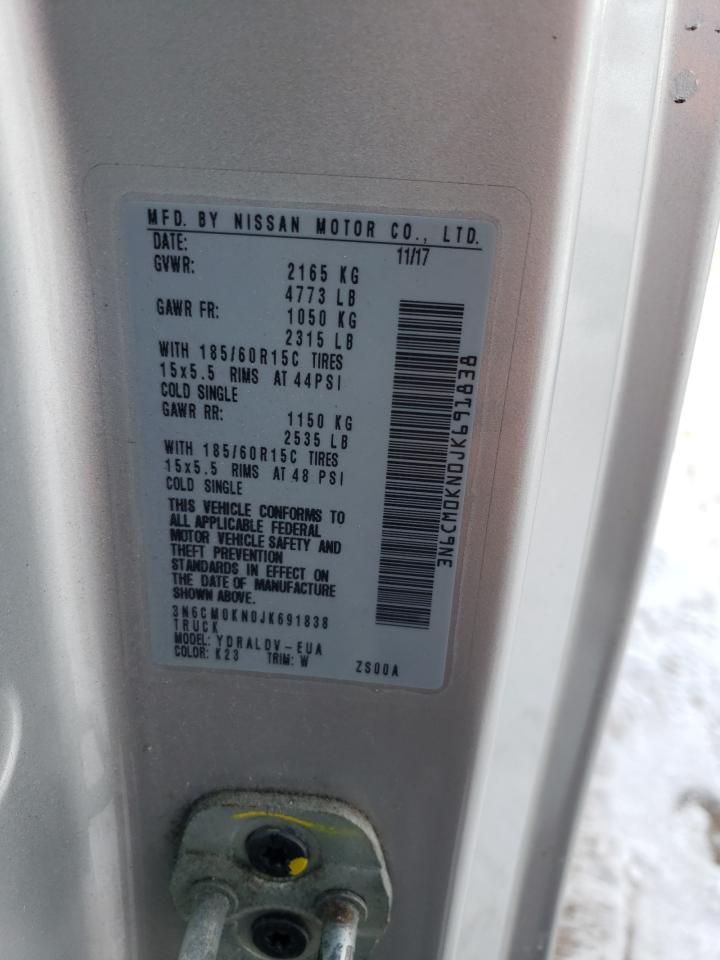 MFD. BY NISSAN MOTOR CO., LTD.
DATE: 11/17
GVWR: 2165 KG
4773 LB
GAWR FR: 1050 KG
2315 LB
WITH 185/60R15C TIRES
15x5.5 RIMS AT 44PSI
COLD SINGLE
GAWR RR: 1150 KG
2535 LB
WITH 185/60R15C TIRES
15x5.5 RIMS AT 48 PSI
COLD SINGLE
THIS VEHICLE CONFORMS TO
ALL APPLICABLE FEDERAL
MOTOR VEHICLE SAFETY AND
THEFT PREVENTION
STANDARDS IN EFFECT ON
THE DATE OF MANUFACTURE
SHOWN ABOVE.
3N6CM0KN0JK691838
TRUCK
MODEL: YDRALDV-EUA
COLOR: K23 TRIM: W ZS00A
3N6CM0KN0JK691838